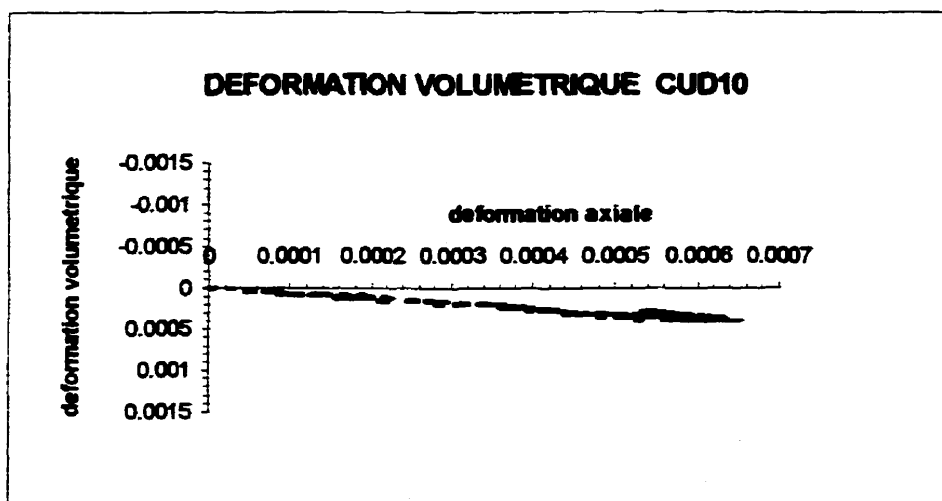 DEFORMATION VOLUMETRIQUE CUD10
deformation volumetrique
-0.0015
-0.001
-0.0005
0
0.0005
0.001
0.0015
deformation axiale
0 0.0001 0.0002 0.0003 0.0004 0.0005 0.0006 0.0007